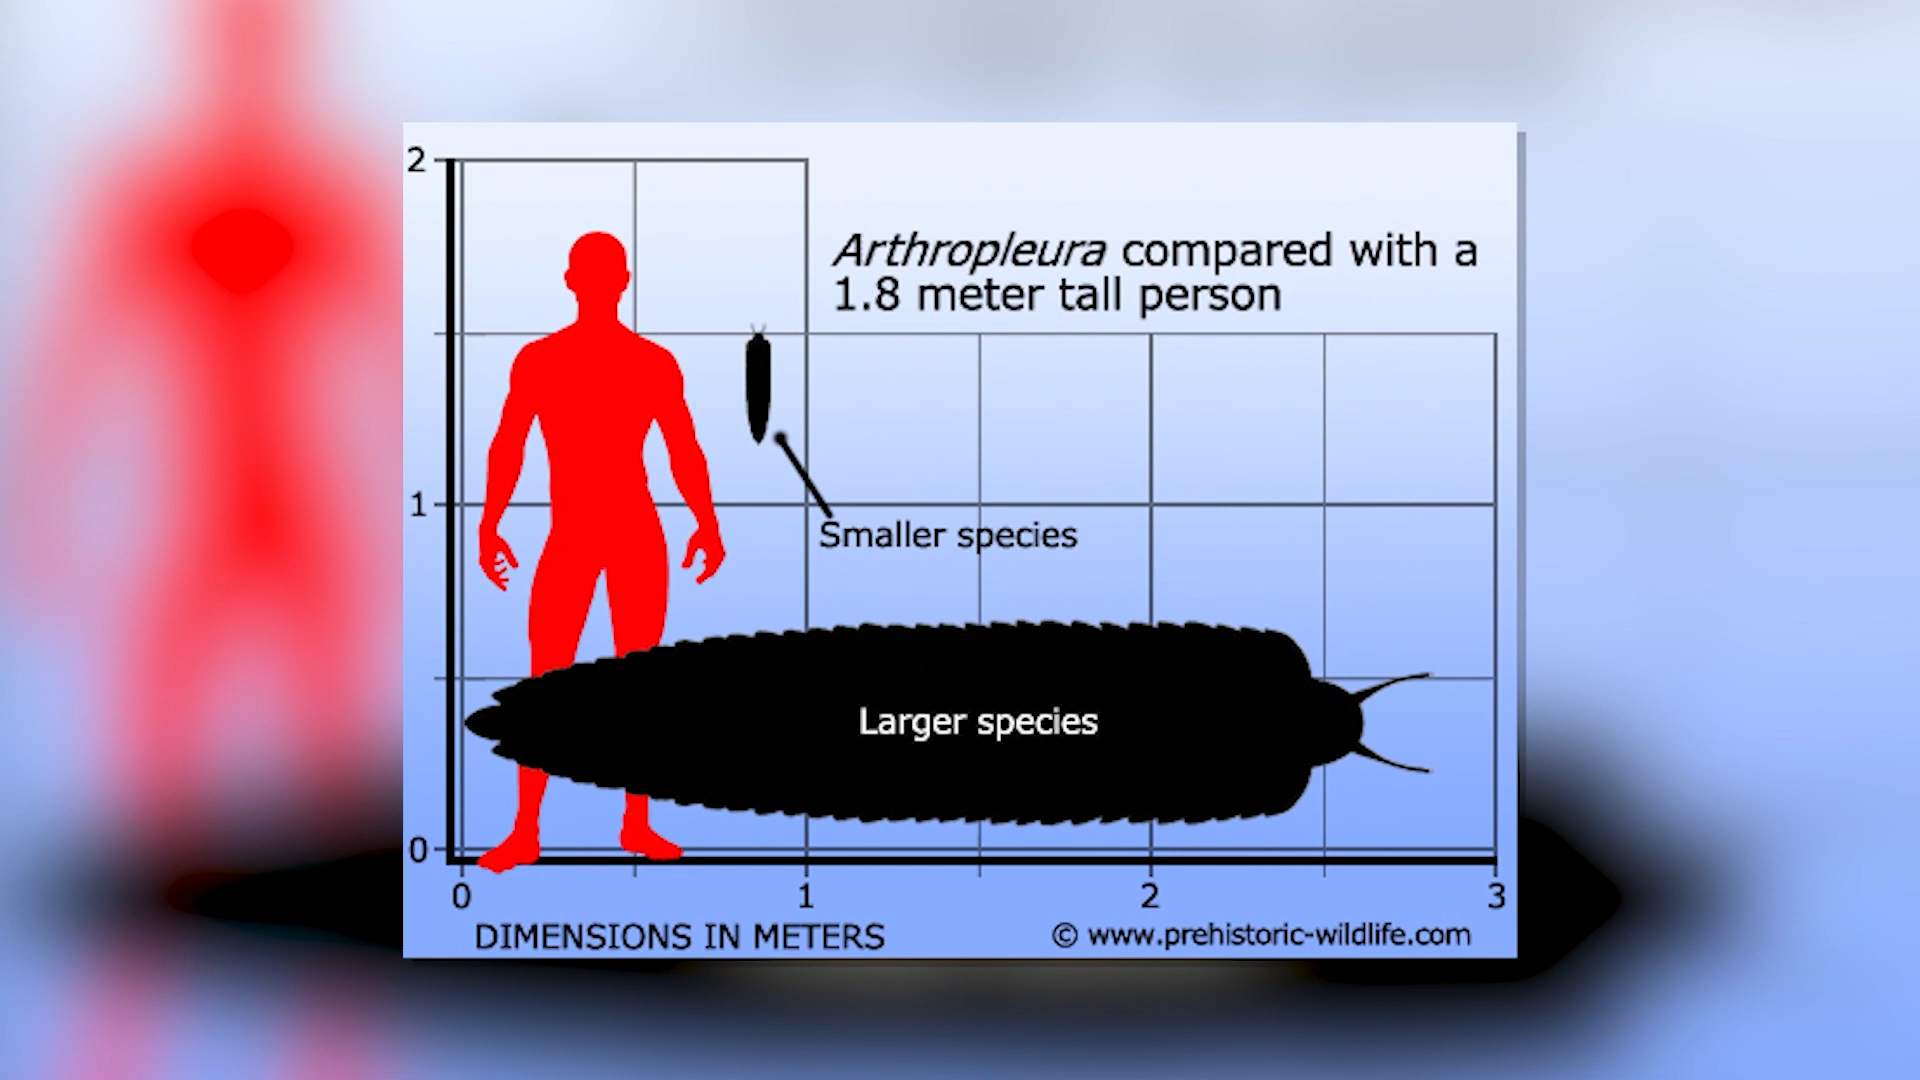 2
Arthropleura compared with a
1.8 meter tall person
1
Smaller species
Larger species
0
0 1 2 3
DIMENSIONS IN METERS
© www.prehistoric-wildlife.com